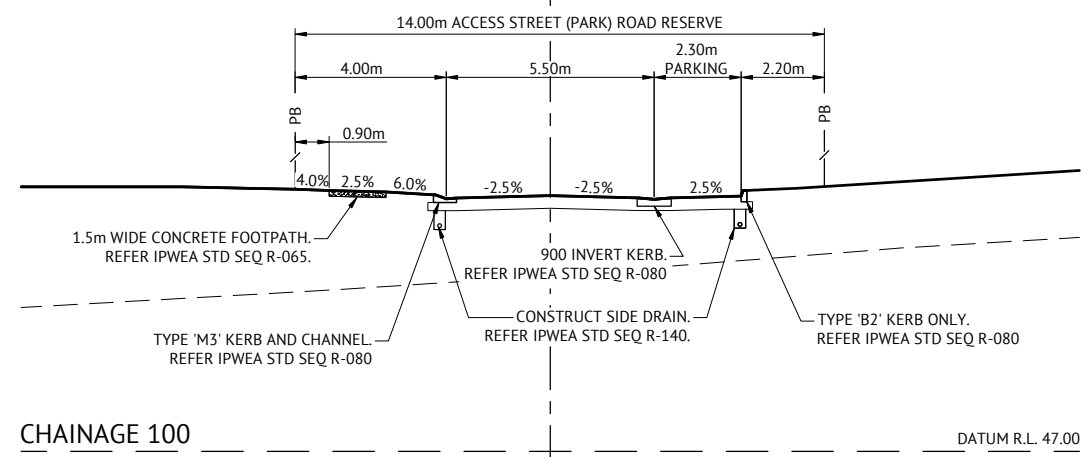 14.00m ACCESS STREET (PARK) ROAD RESERVE
4.00m
5.50m
2.30m
PARKING
2.20m
PB
PB
0.90m
4.0%
2.5%
6.0%
-2.5%
-2.5%
2.5%
1.5m WIDE CONCRETE FOOTPATH.
REFER IPWEA STD SEQ R-065.
900 INVERT KERB.
REFER IPWEA STD SEQ R-080
TYPE 'M3' KERB AND CHANNEL.
REFER IPWEA STD SEQ R-080
CONSTRUCT SIDE DRAIN.
REFER IPWEA STD SEQ R-140.
TYPE 'B2' KERB ONLY.
REFER IPWEA STD SEQ R-080
CHAINAGE 100
DATUM R.L. 47.00